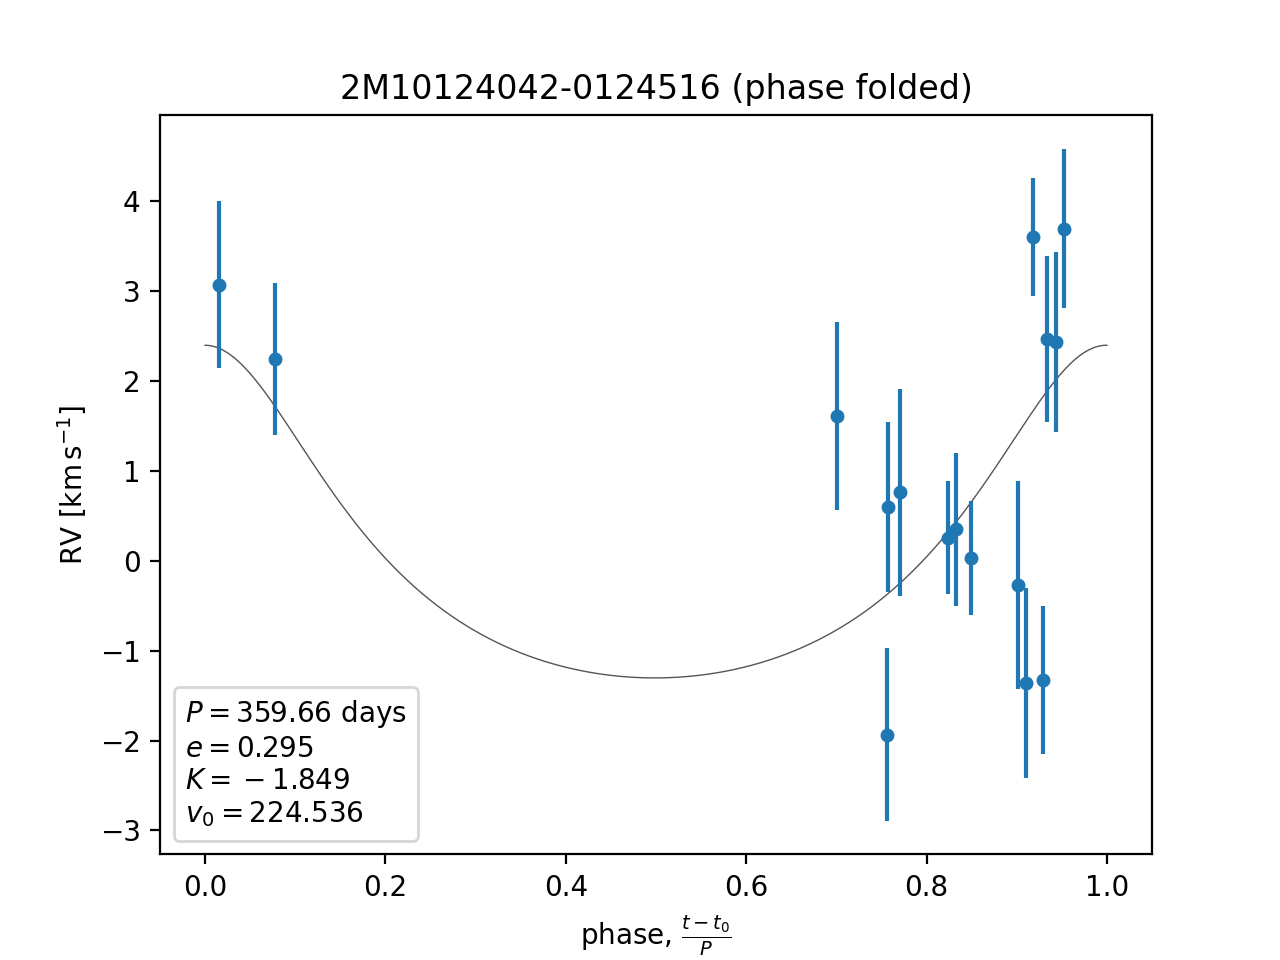 2M10124042-0124516 (phase folded)
RV [km s⁻¹]
4
3
2
1
0
−1
−2
−3
P = 359.66 days
e = 0.295
K = −1.849
v₀ = 224.536
0.0 0.2 0.4 0.6 0.8 1.0
phase, (t − t₀)/P